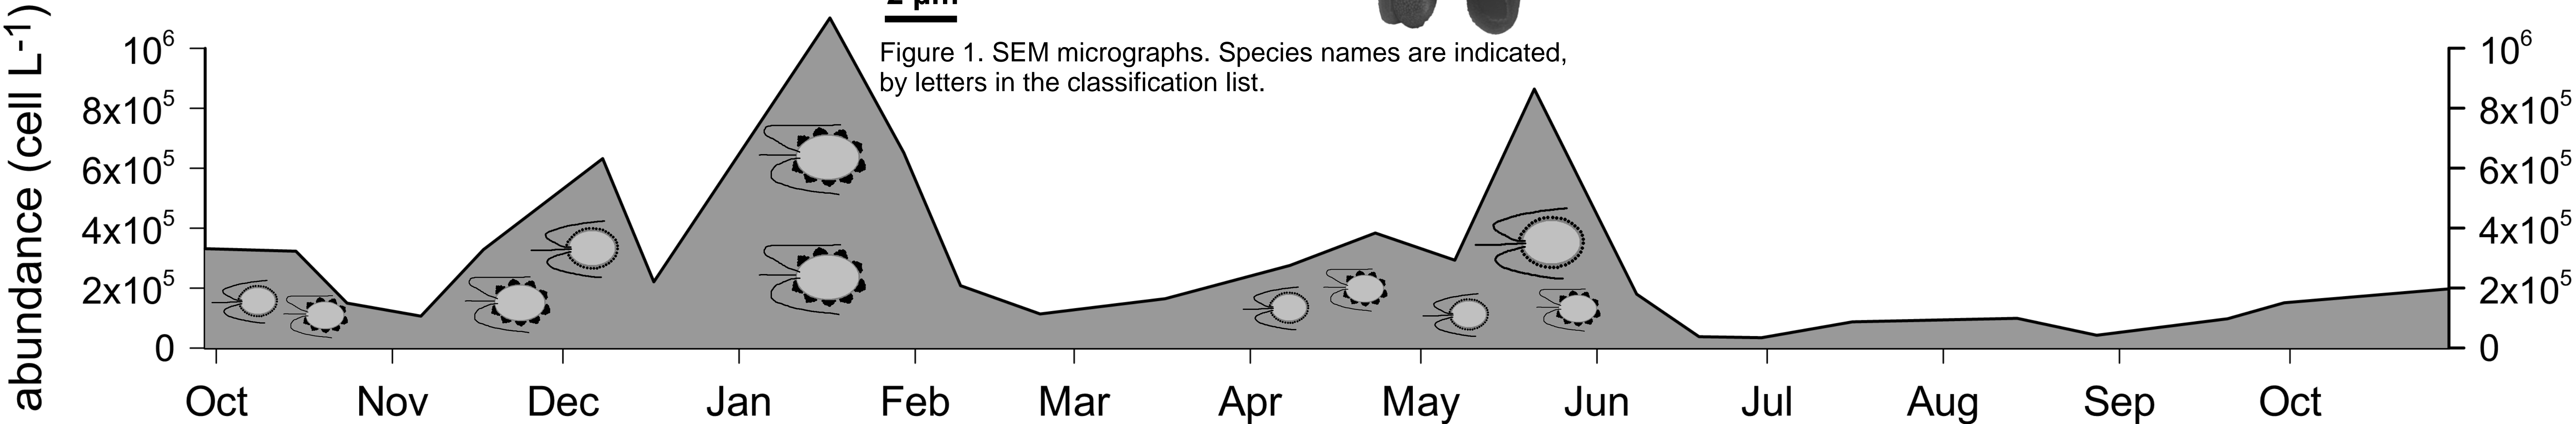 2 µm
Figure 1. SEM micrographs. Species names are indicated,
by letters in the classification list.
abundance (cell L-1)
10^6
8x10^5
6x10^5
4x10^5
2x10^5
0
10^6
8x10^5
6x10^5
4x10^5
2x10^5
0
Oct Nov Dec Jan Feb Mar Apr May Jun Jul Aug Sep Oct